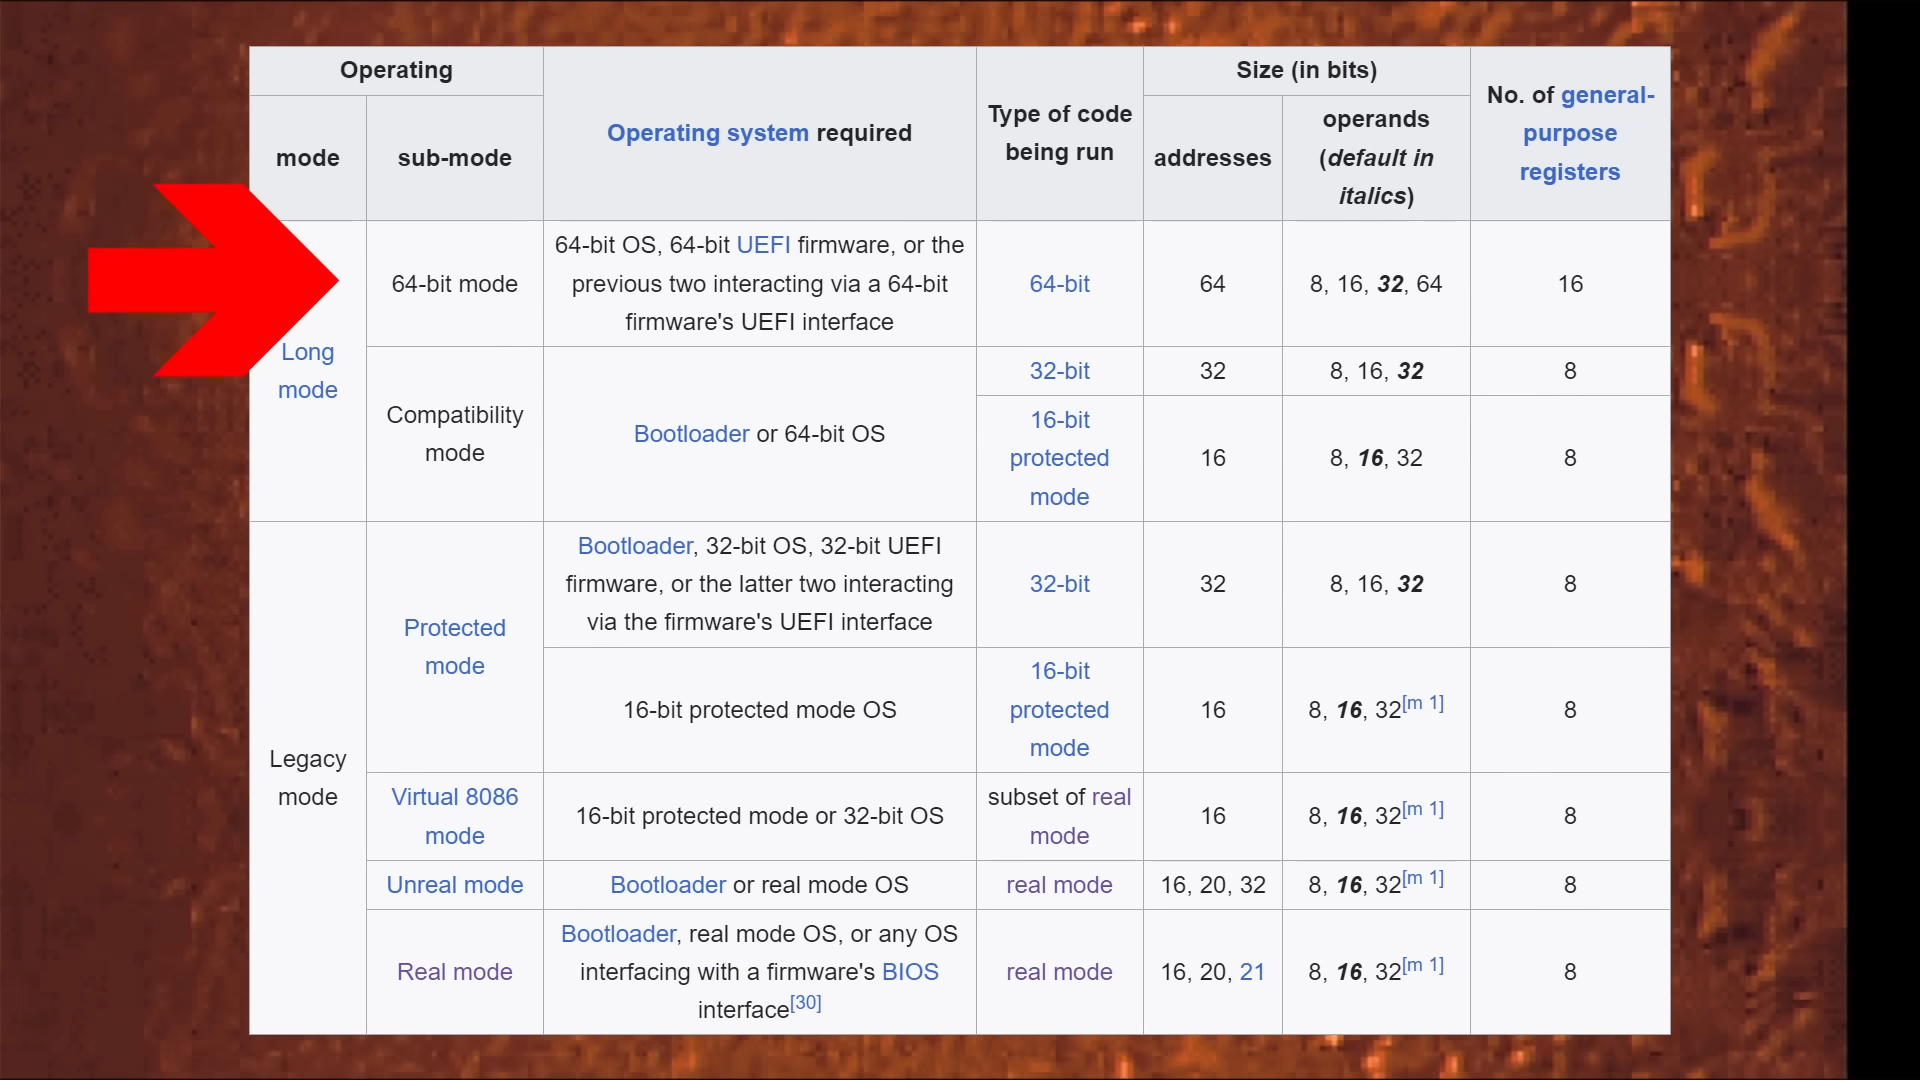 Operating
Size (in bits)
mode
sub-mode
Operating system required
Type of code
being run
addresses
operands
(default in
italics)
No. of general-
purpose
registers
Long
mode
64-bit mode
64-bit OS, 64-bit UEFI firmware, or the
previous two interacting via a 64-bit
firmware's UEFI interface
64-bit
64
8, 16, 32, 64
16
Compatibility
mode
Bootloader or 64-bit OS
32-bit
32
8, 16, 32
8
16-bit
protected
mode
16
8, 16, 32
8
Legacy
mode
Protected
mode
Bootloader, 32-bit OS, 32-bit UEFI
firmware, or the latter two interacting
via the firmware's UEFI interface
32-bit
32
8, 16, 32
8
16-bit protected mode OS
16-bit
protected
mode
16
8, 16, 32[m 1]
8
Virtual 8086
mode
16-bit protected mode or 32-bit OS
subset of real
mode
16
8, 16, 32[m 1]
8
Unreal mode
Bootloader or real mode OS
real mode
16, 20, 32
8, 16, 32[m 1]
8
Real mode
Bootloader, real mode OS, or any OS
interfacing with a firmware's BIOS
interface[30]
real mode
16, 20, 21
8, 16, 32[m 1]
8